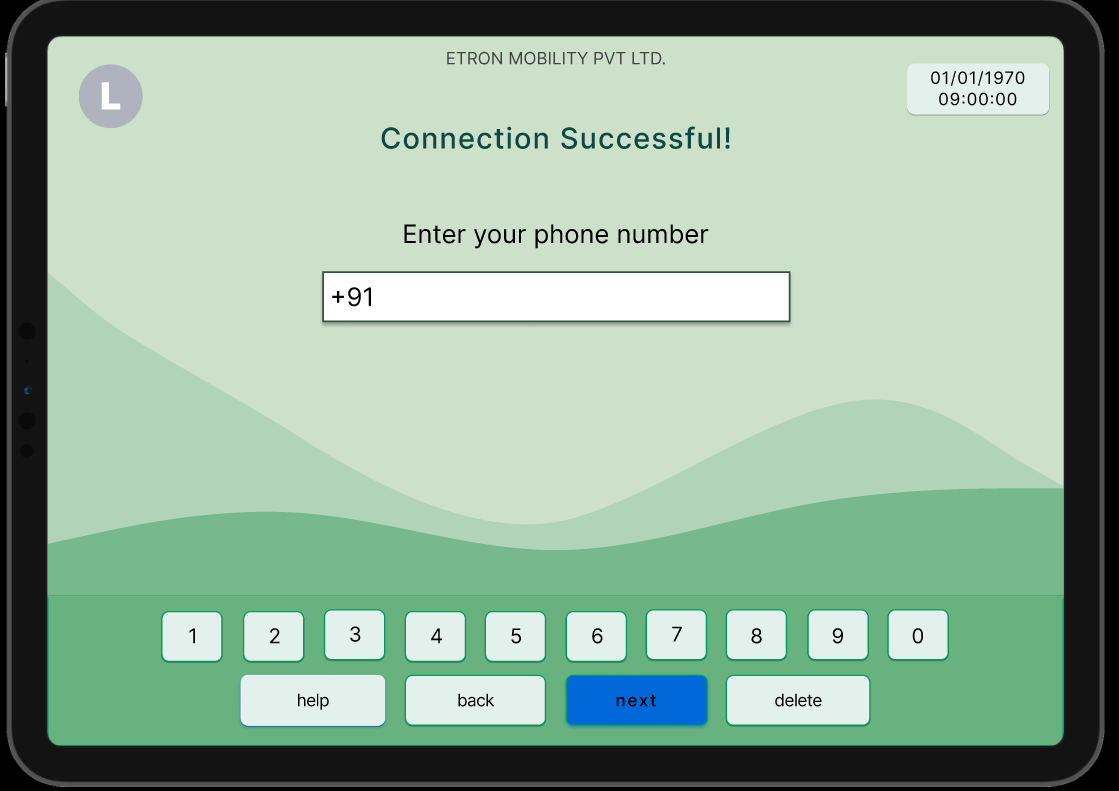 ETRON MOBILITY PVT LTD.
L
01/01/1970
09:00:00
Connection Successful!
Enter your phone number
+91
1 2 3 4 5 6 7 8 9 0
help back next delete